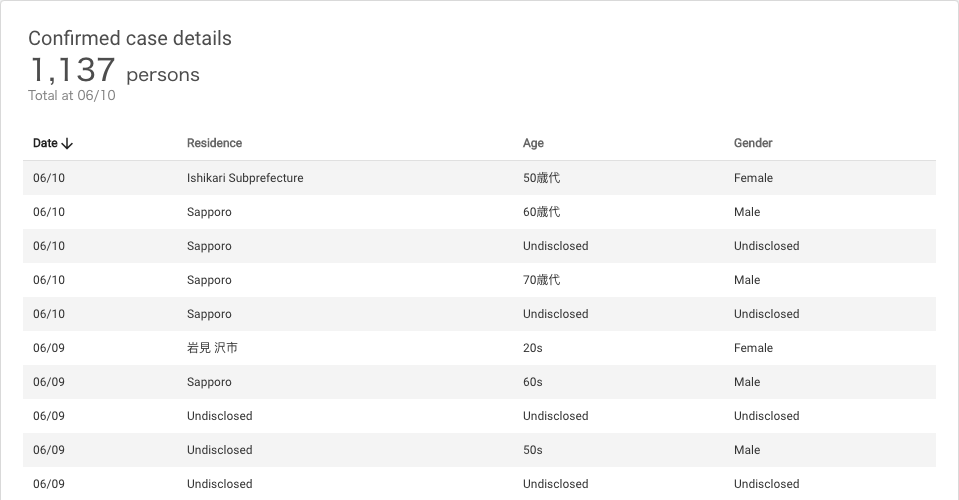 Confirmed case details
1,137 persons
Total at 06/10
Date↓ Residence Age Gender
06/10 Ishikari Subprefecture 50歳代 Female
06/10 Sapporo 60歳代 Male
06/10 Sapporo Undisclosed Undisclosed
06/10 Sapporo 70歳代 Male
06/10 Sapporo Undisclosed Undisclosed
06/09 岩見 沢市 20s Female
06/09 Sapporo 60s Male
06/09 Undisclosed Undisclosed Undisclosed
06/09 Undisclosed 50s Male
06/09 Undisclosed Undisclosed Undisclosed